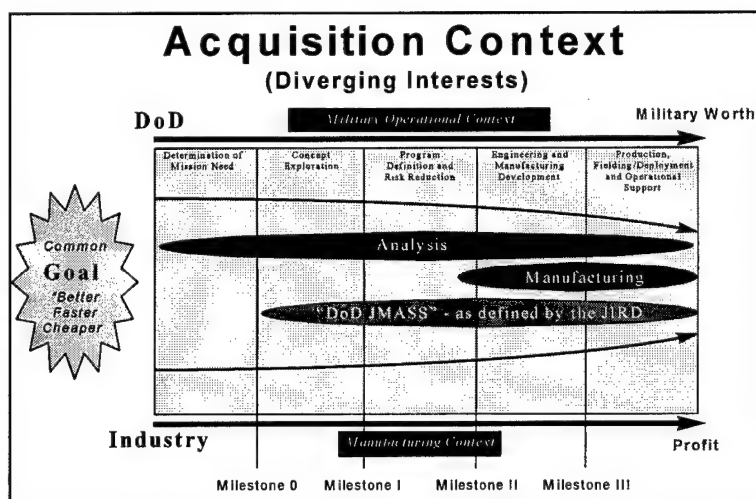 Acquisition Context
(Diverging Interests)
DoD
Military Operational Context
Military Worth
Determination of
Mission Need
Concept
Exploration
Program
Definition and
Risk Reduction
Engineering and
Manufacturing
Development
Production,
Fielding/Deployment
and Operational
Support
Common
Goal
"Better
Faster
Cheaper
Analysis
Manufacturing
"DoD JMASS" - as defined by the JIRD
Industry
Manufacturing Context
Profit
Milestone 0
Milestone I
Milestone II
Milestone III